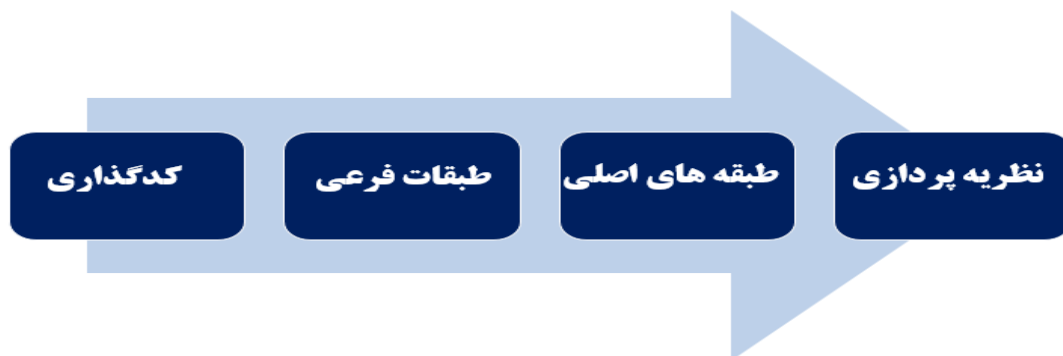 کدگذاری
طبقات فرعی
طبقه های اصلی
نظریه پردازی